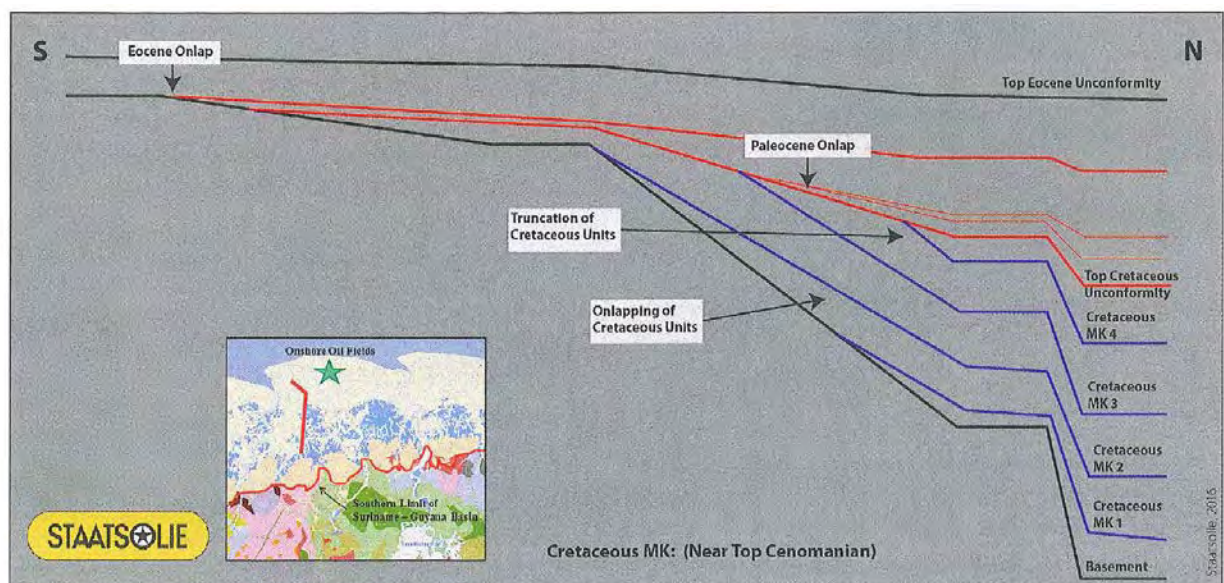 S
N
Eocene Onlap
Top Eocene Unconformity
Paleocene Onlap
Truncation of
Cretaceous Units
Onlapping of
Cretaceous Units
Top Cretaceous
Unconformity
Cretaceous
MK 4
Cretaceous
MK 3
Cretaceous
MK 2
Cretaceous
MK 1
Basement
Onshore Oil Fields
Southern Limit of
Suriname – Guyana Basin
STAATSOLIE
Cretaceous MK: (Near Top Cenomanian)
Staatsolie, 2016